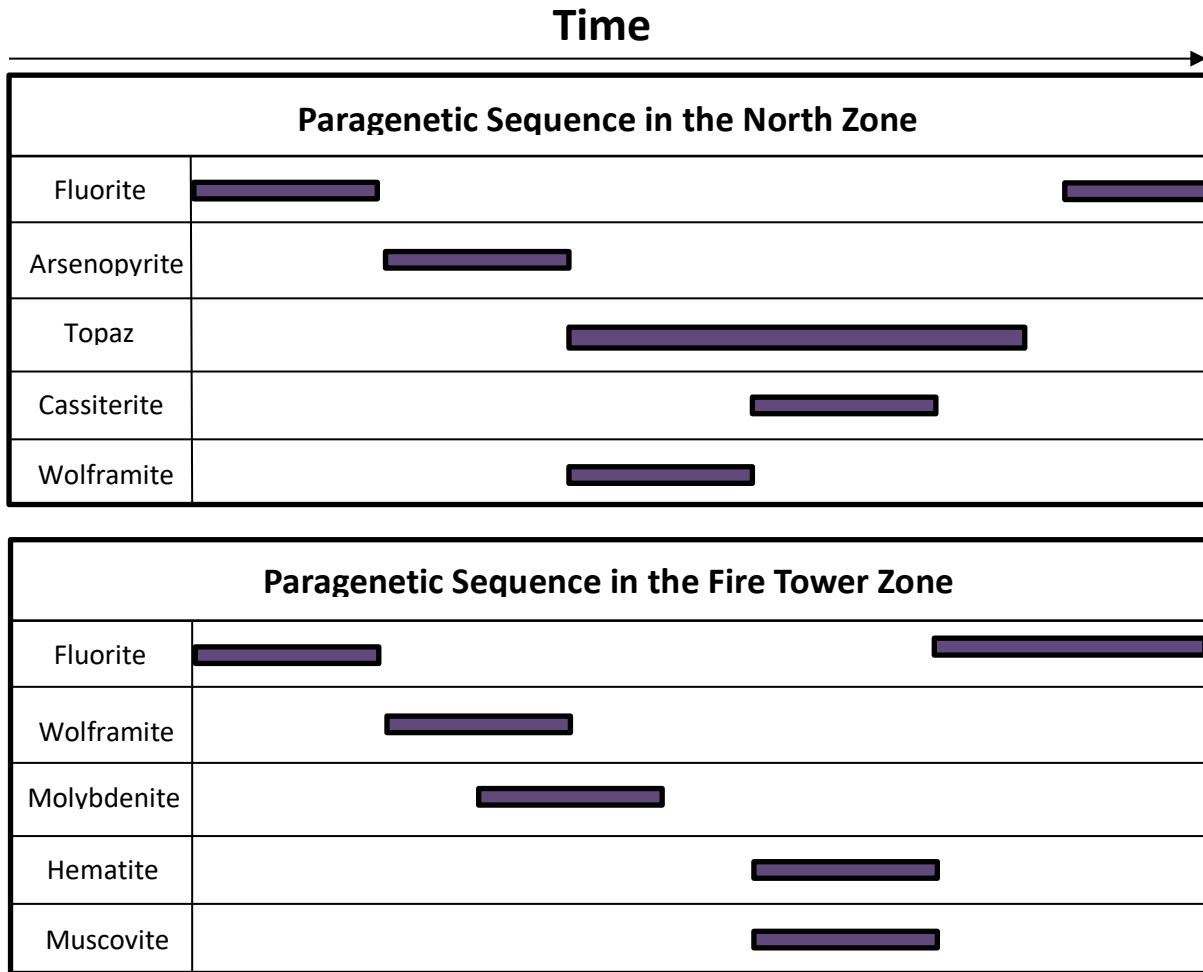 Time
Paragenetic Sequence in the North Zone
Fluorite
Arsenopyrite
Topaz
Cassiterite
Wolframite
Paragenetic Sequence in the Fire Tower Zone
Fluorite
Wolframite
Molybdenite
Hematite
Muscovite